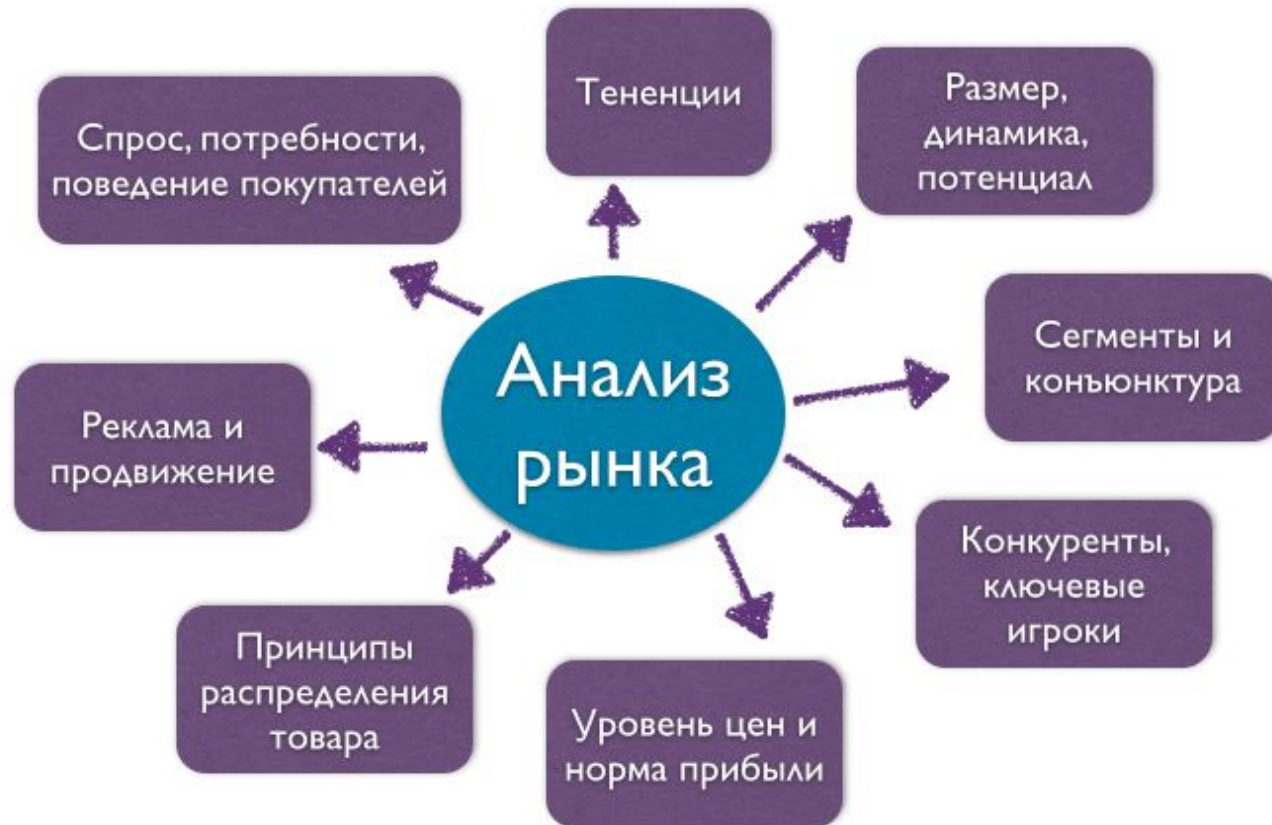 Тененции
Размер,
динамика,
потенциал
Спрос, потребности,
поведение покупателей
Сегменты и
конъюнктура
Анализ
рынка
Реклама и
продвижение
Конкуренты,
ключевые
игроки
Принципы
распределения
товара
Уровень цен и
норма прибыли